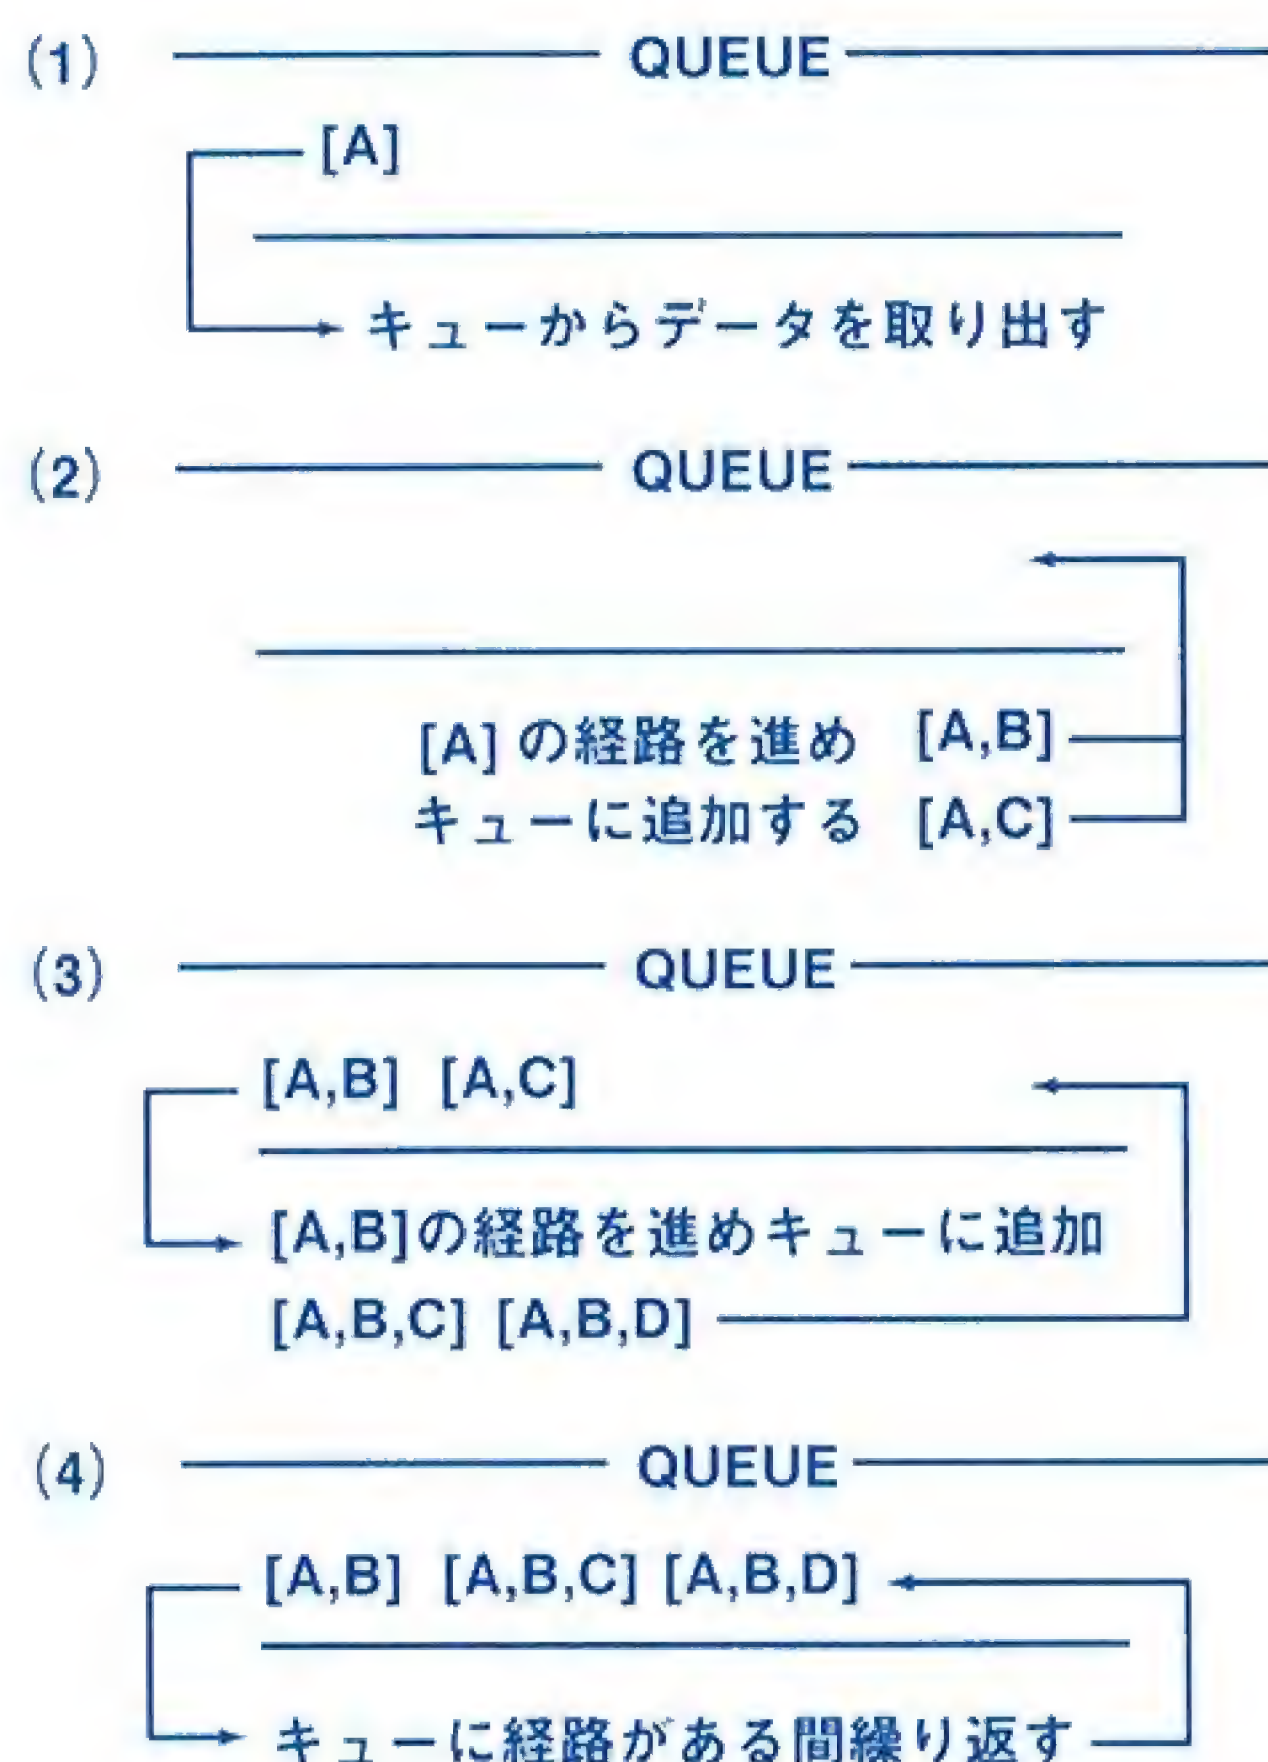 (1) QUEUE
[A]
キューからデータを取り出す
(2) QUEUE
[A] の経路を進め [A,B]
キューに追加する [A,C]
(3) QUEUE
[A,B] [A,C]
[A,B]の経路を進めキューに追加
[A,B,C] [A,B,D]
(4) QUEUE
[A,B] [A,B,C] [A,B,D]
キューに経路がある間繰り返す